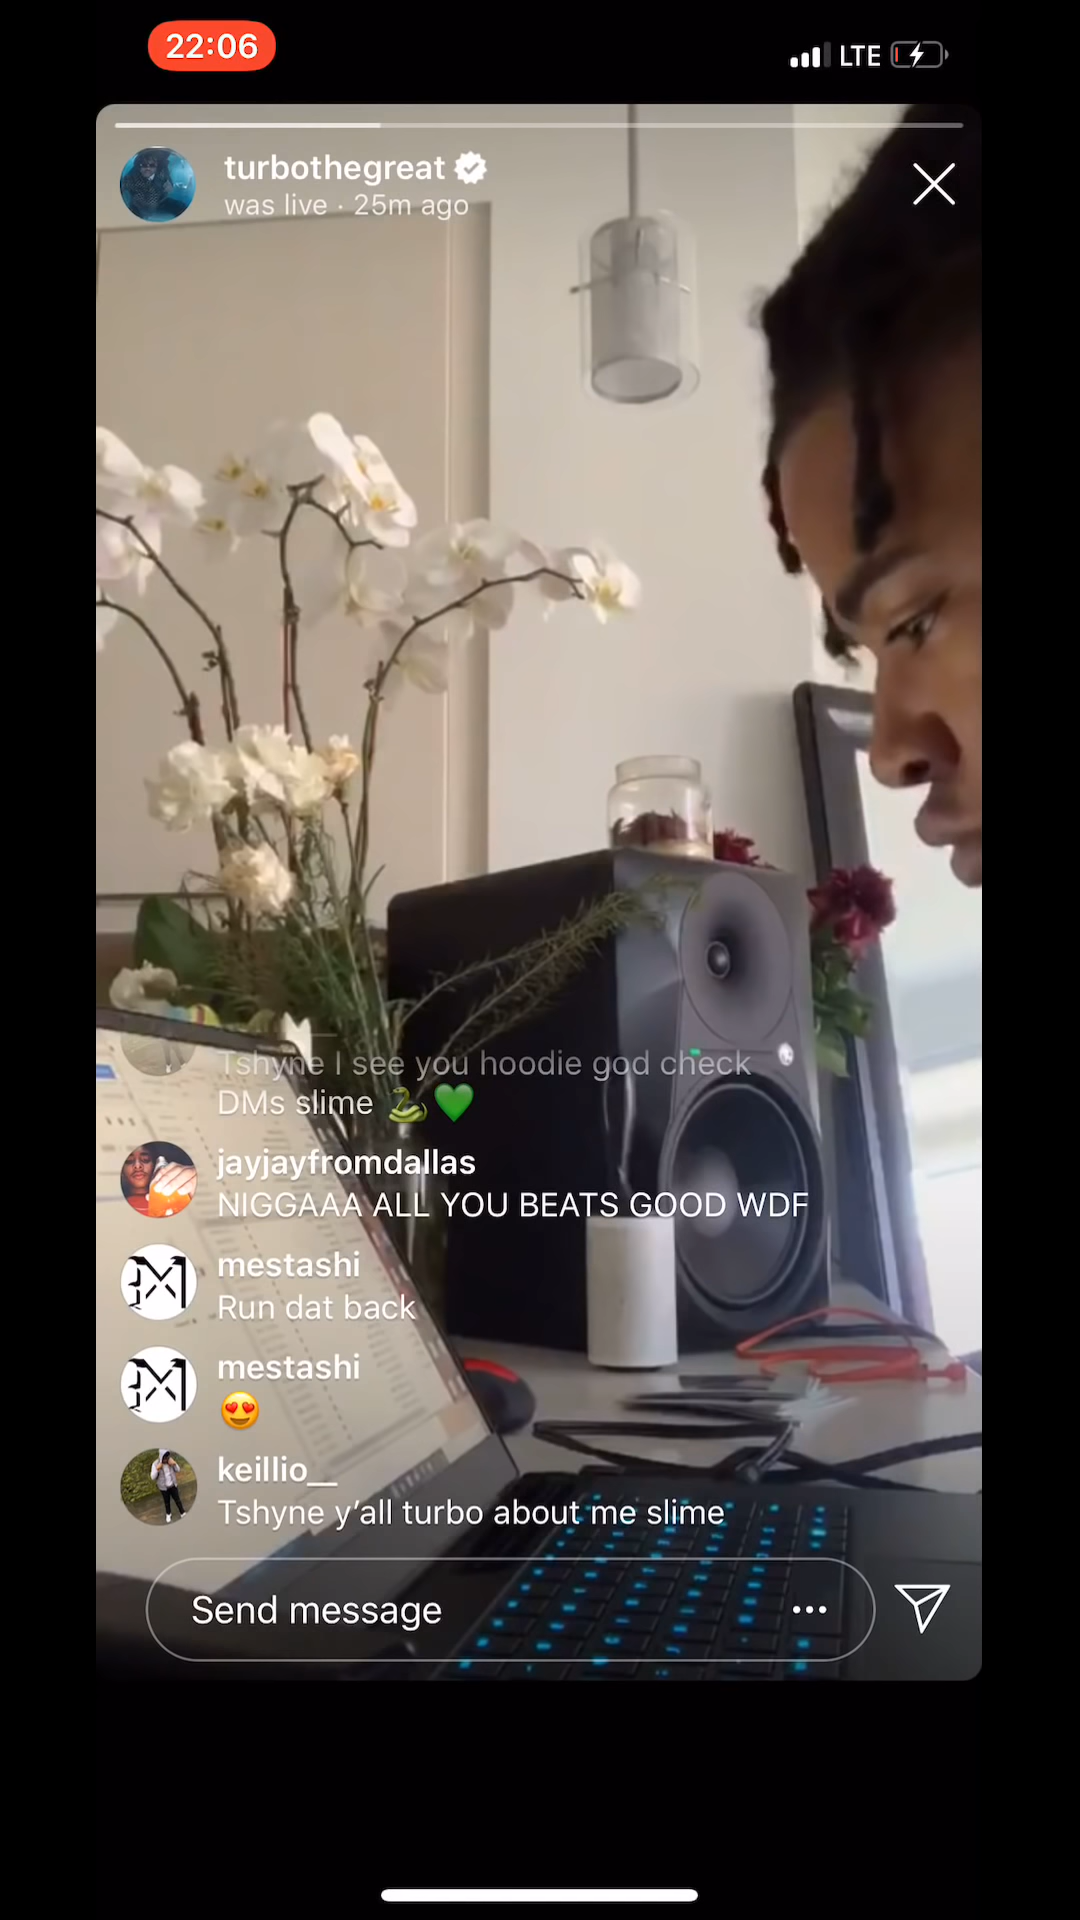 22:06
LTE
turbothegreat
was live · 25m ago
Tshyne I see you hoodie god check
DMs slime 🐍💚
jayjayfromdallas
NIGGAAA ALL YOU BEATS GOOD WDF
mestashi
Run dat back
mestashi
😍
keillio__
Tshyne y’all turbo about me slime
Send message